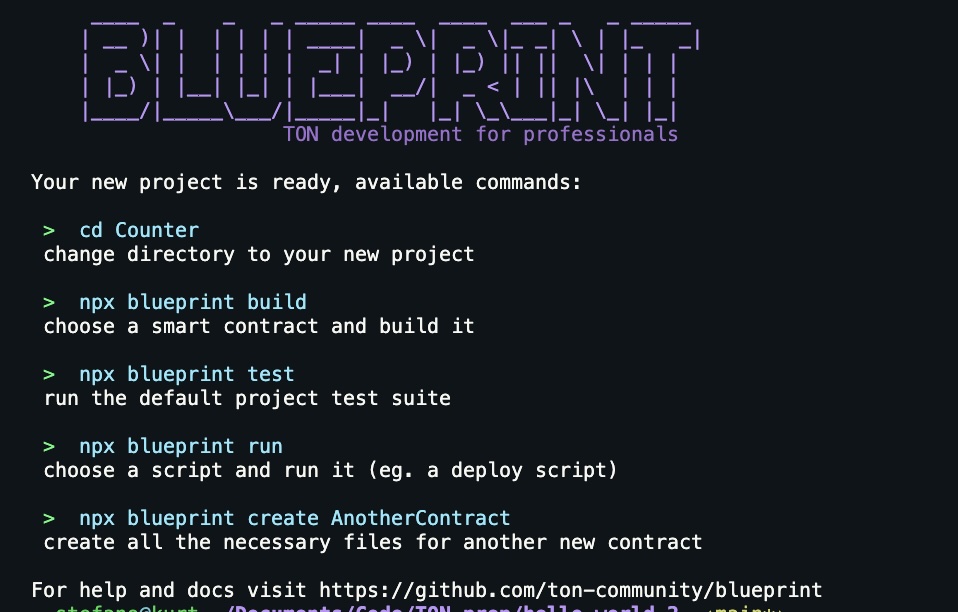 BLUEPRINT
TON development for professionals
Your new project is ready, available commands:
> cd Counter
change directory to your new project
> npx blueprint build
choose a smart contract and build it
> npx blueprint test
run the default project test suite
> npx blueprint run
choose a script and run it (eg. a deploy script)
> npx blueprint create AnotherContract
create all the necessary files for another new contract
For help and docs visit https://github.com/ton-community/blueprint